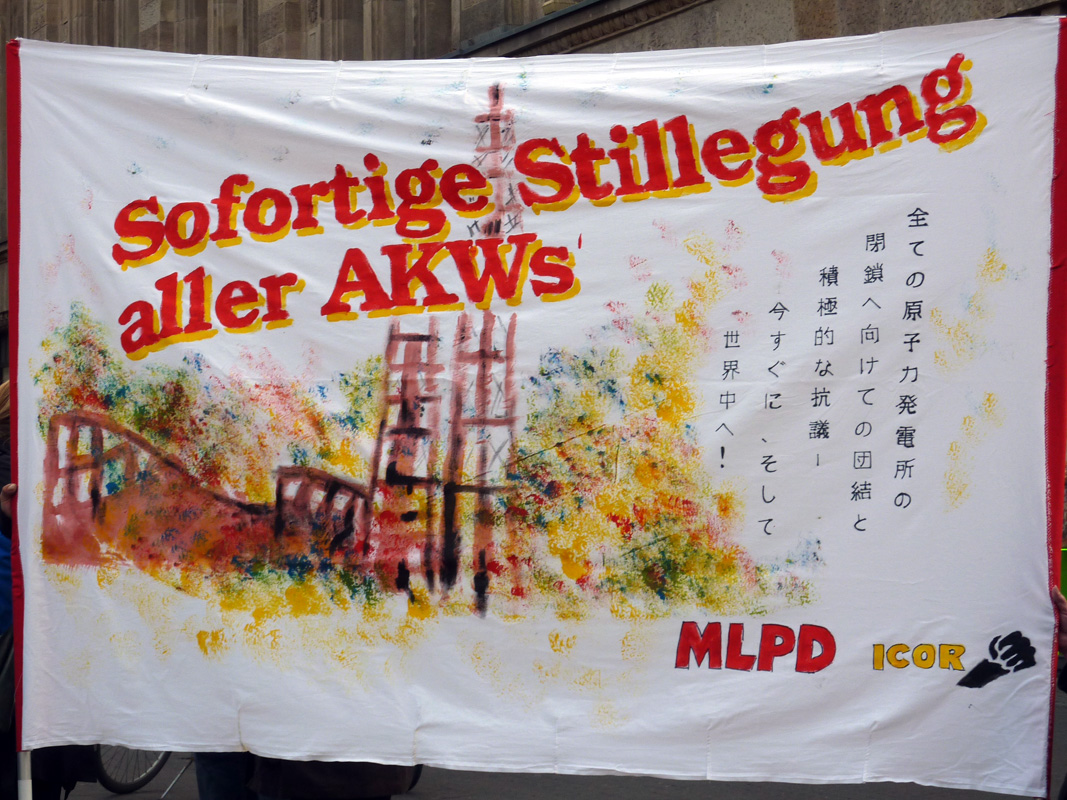 Sofortige Stillegung
aller AKWs'
全ての原子力発電所の
閉鎖へ向けての団結と
積極的な抗議ー
今すぐに、そして
世界中へ!
MLPD
ICOR